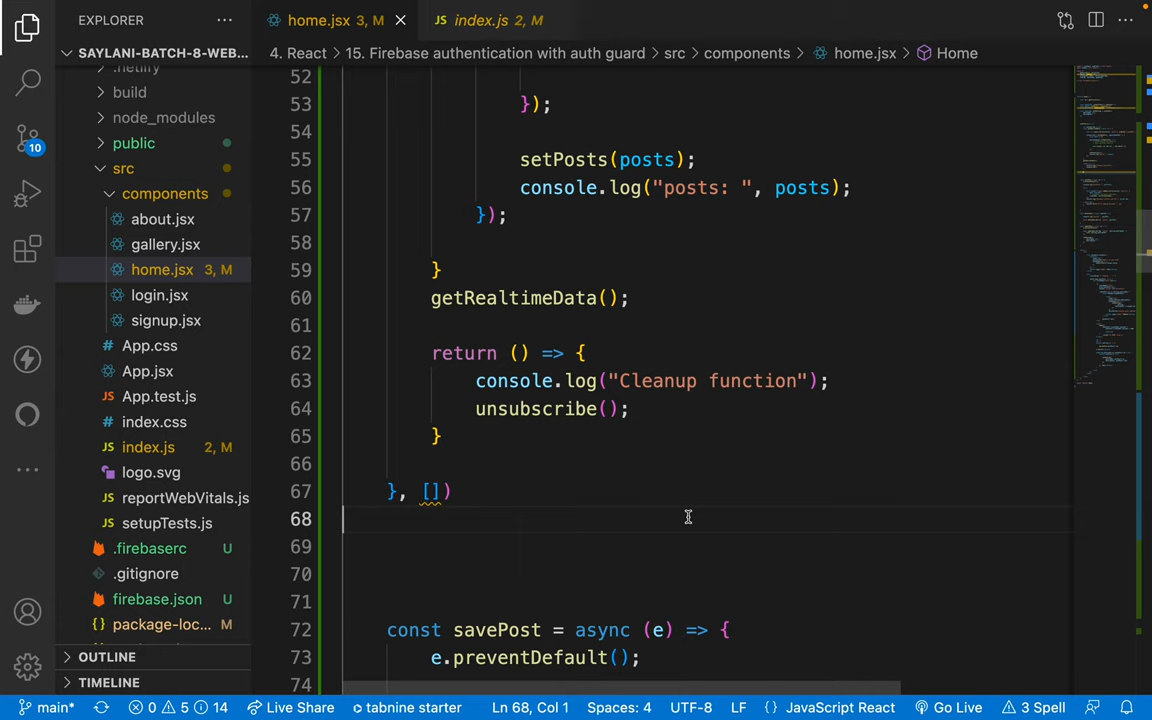 EXPLORER
home.jsx 3, M
JS index.js 2, M
SAYLANI-BATCH-8-WEB...
4. React > 15. Firebase authentication with auth guard > src > components > home.jsx > Home
.netlify
build
node_modules
public
src
components
about.jsx
gallery.jsx
home.jsx 3, M
login.jsx
signup.jsx
# App.css
App.jsx
App.test.js
# index.css
JS index.js 2, M
logo.svg
reportWebVitals.js
setupTests.js
.firebaserc U
.gitignore
firebase.json U
{} package-loc... M
OUTLINE
TIMELINE
10
52
53 });
54
55 setPosts(posts);
56 console.log("posts: ", posts);
57 });
58
59 }
60 getRealtimeData();
61
62 return () => {
63 console.log("Cleanup function");
64 unsubscribe();
65 }
66
67 }, [])
68
69
70
71
72 const savePost = async (e) => {
73 e.preventDefault();
74
main* 0 5 14 Live Share tabnine starter Ln 68, Col 1 Spaces: 4 UTF-8 LF {} JavaScript React Go Live 3 Spell